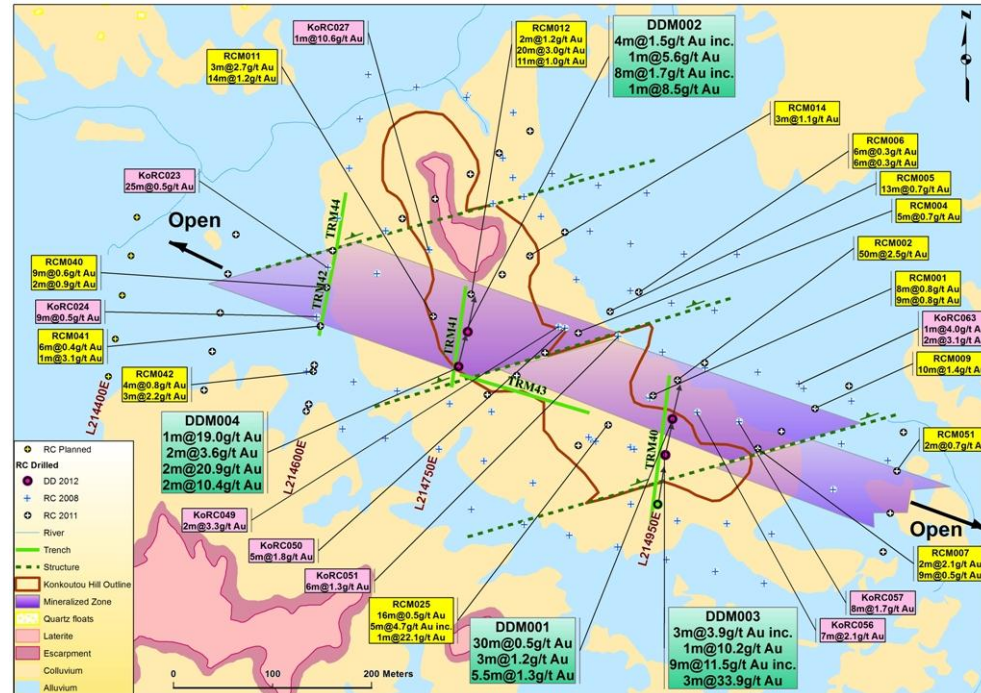 KoRC027
1m@10.6g/t Au
RCM012
2m@1.2g/t Au
20m@3.0g/t Au
11m@1.0g/t Au
DDM002
4m@1.5g/t Au inc.
1m@5.6g/t Au
8m@1.7g/t Au inc.
1m@8.5g/t Au
z
RCM011
3m@2.7g/t Au
14m@1.2g/t Au
RCM014
3m@1.1g/t Au
RCM006
6m@0.3g/t Au
6m@0.3g/t Au
KoRC023
25m@0.5g/t Au
RCM005
13m@0.7g/t Au
RCM004
5m@0.7g/t Au
Open
TRM44
RCM002
50m@2.5g/t Au
RCM040
9m@0.6g/t Au
2m@0.9g/t Au
TRM42
RCM001
8m@0.8g/t Au
9m@0.8g/t Au
KoRC024
9m@0.5g/t Au
KoRC063
1m@4.0g/t Au
2m@3.1g/t Au
RCM041
6m@0.4g/t Au
1m@3.1g/t Au
TRM41
RCM009
10m@1.4g/t Au
RCM042
4m@0.8g/t Au
3m@2.2g/t Au
TRM43
L214400E
DDM004
1m@19.0g/t Au
2m@3.6g/t Au
2m@20.9g/t Au
2m@10.4g/t Au
L214600E
L214750E
TRM40
RCM051
2m@0.7g/t Au
L214950E
Open
KoRC049
2m@3.3g/t Au
KoRC050
5m@1.8g/t Au
KoRC051
6m@1.3g/t Au
RCM007
2m@2.1g/t Au
9m@0.5g/t Au
RCM025
16m@0.5g/t Au
5m@4.7g/t Au inc.
1m@22.1g/t Au
DDM001
30m@0.5g/t Au
3m@1.2g/t Au
5.5m@1.3g/t Au
DDM003
3m@3.9g/t Au inc.
1m@10.2g/t Au
9m@11.5g/t Au inc.
3m@33.9g/t Au
KoRC057
8m@1.7g/t Au
KoRC056
7m@2.1g/t Au
RC Planned
RC Drilled
DD 2012
RC 2008
RC 2011
River
Trench
Structure
Konkoutou Hill Outline
Mineralized Zone
Quartz floats
Laterite
Escarpment
Colluvium
Alluvium
0 100 200 Meters